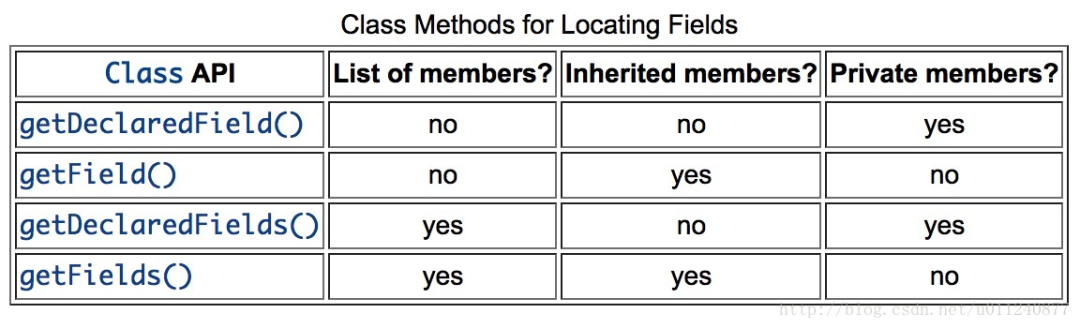 Class Methods for Locating Fields
Class API List of members? Inherited members? Private members?
getDeclaredField() no no yes
getField() no yes no
getDeclaredFields() yes no yes
getFields() yes yes no
http://blog.csdn.net/u011240877